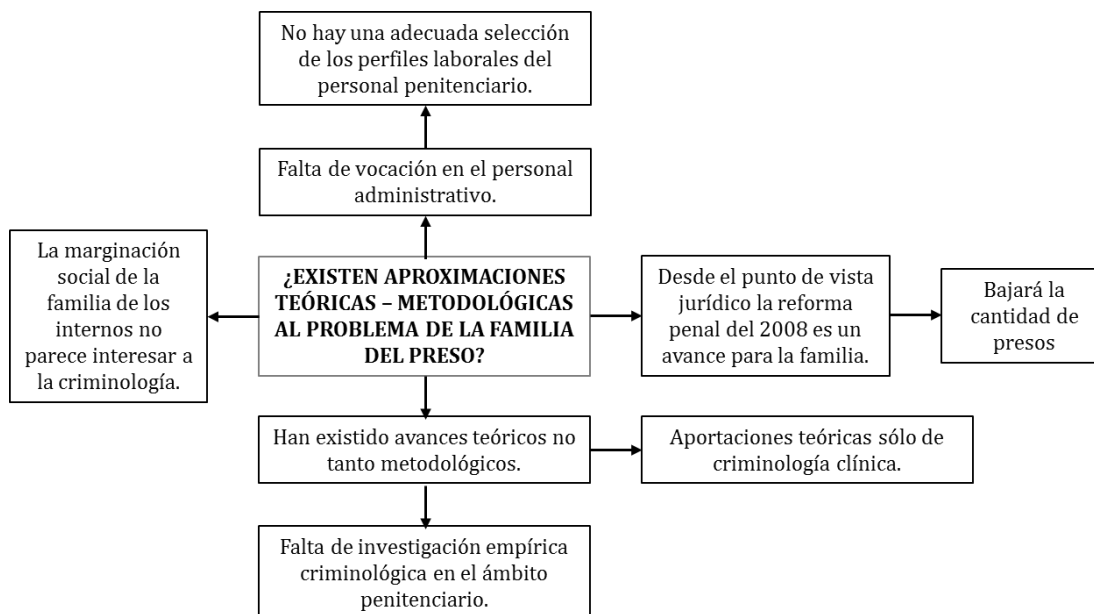 No hay una adecuada selección
de los perfiles laborales del
personal penitenciario.
Falta de vocación en el personal
administrativo.
La marginación
social de la
familia de los
internos no
parece interesar a
la criminología.
¿EXISTEN APROXIMACIONES
TEÓRICAS – METODOLÓGICAS
AL PROBLEMA DE LA FAMILIA
DEL PRESO?
Desde el punto de vista
jurídico la reforma
penal del 2008 es un
avance para la familia.
Bajará la
cantidad de
presos
Han existido avances teóricos no
tanto metodológicos.
Aportaciones teóricas sólo de
criminología clínica.
Falta de investigación empírica
criminológica en el ámbito
penitenciario.